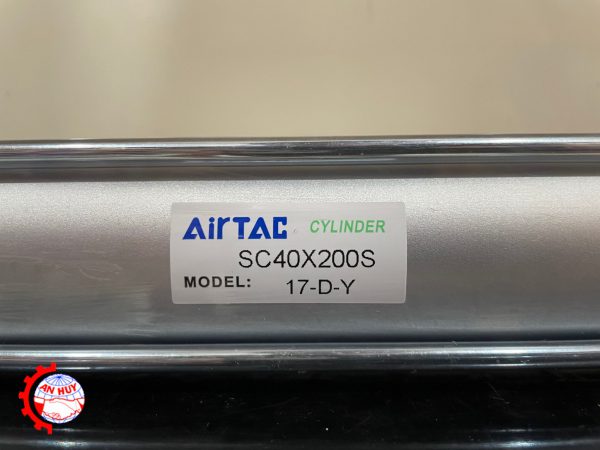 AirTAC CYLINDER
SC40X200S
MODEL: 17-D-Y
AN HUY